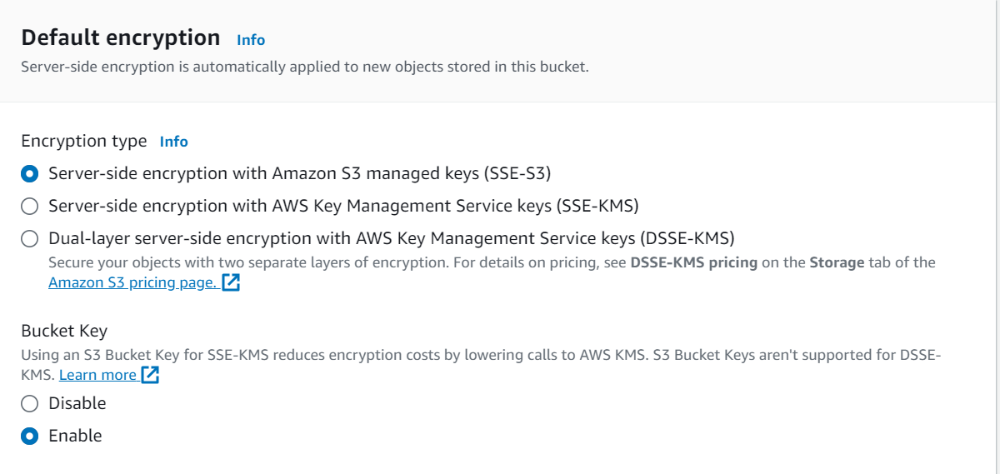 Default encryption Info
Server-side encryption is automatically applied to new objects stored in this bucket.
Encryption type Info
Server-side encryption with Amazon S3 managed keys (SSE-S3)
Server-side encryption with AWS Key Management Service keys (SSE-KMS)
Dual-layer server-side encryption with AWS Key Management Service keys (DSSE-KMS)
Secure your objects with two separate layers of encryption. For details on pricing, see DSSE-KMS pricing on the Storage tab of the
Amazon S3 pricing page.
Bucket Key
Using an S3 Bucket Key for SSE-KMS reduces encryption costs by lowering calls to AWS KMS. S3 Bucket Keys aren't supported for DSSE-
KMS. Learn more
Disable
Enable